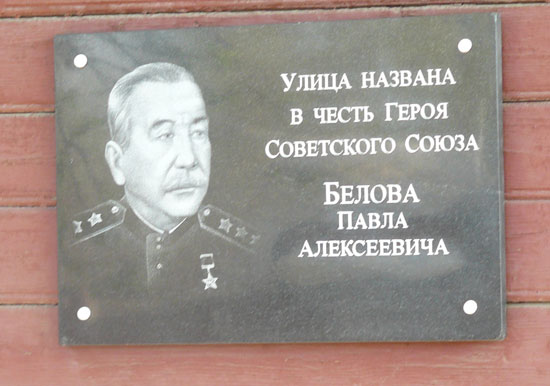 Улица названа
в честь Героя
Советского Союза
Белова
Павла
Алексеевича